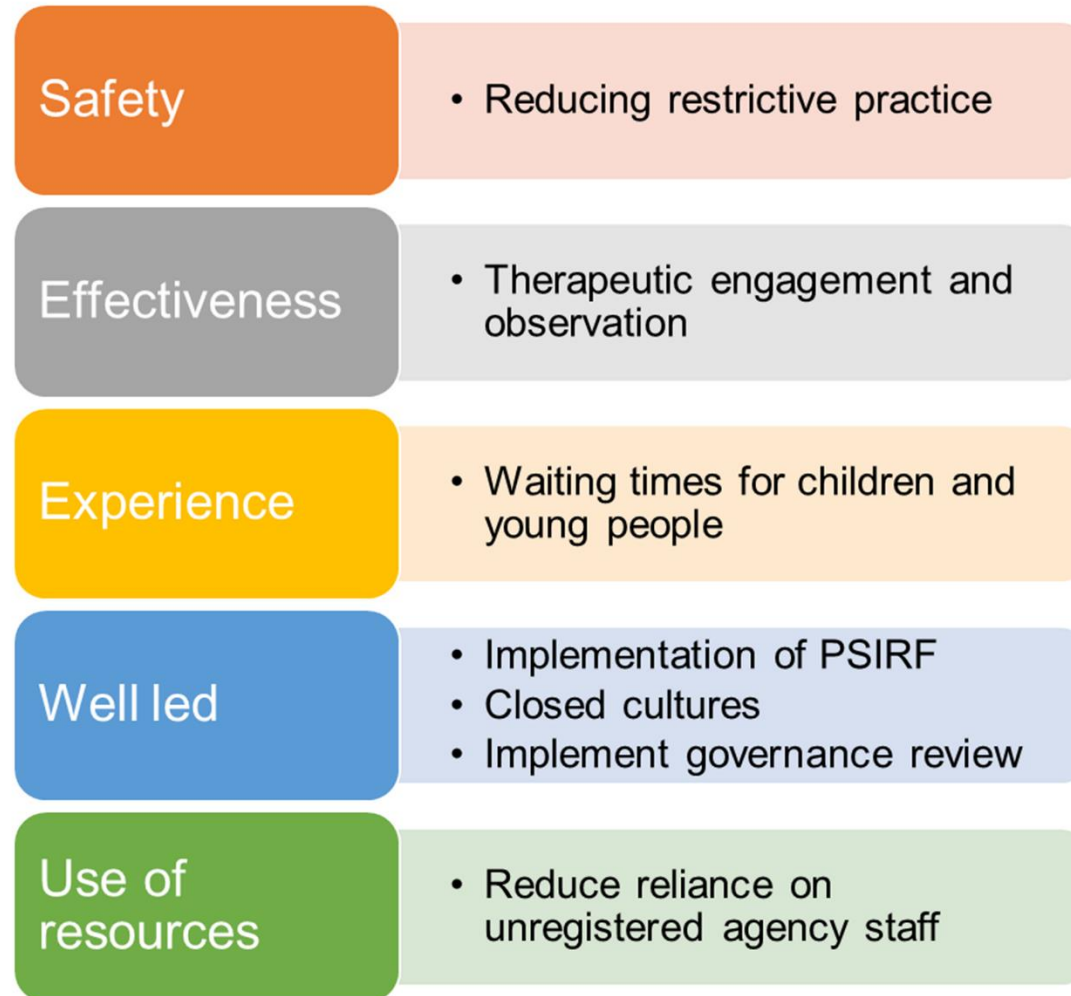 Safety
• Reducing restrictive practice
Effectiveness
• Therapeutic engagement and
observation
Experience
• Waiting times for children and
young people
Well led
• Implementation of PSIRF
• Closed cultures
• Implement governance review
Use of
resources
• Reduce reliance on
unregistered agency staff